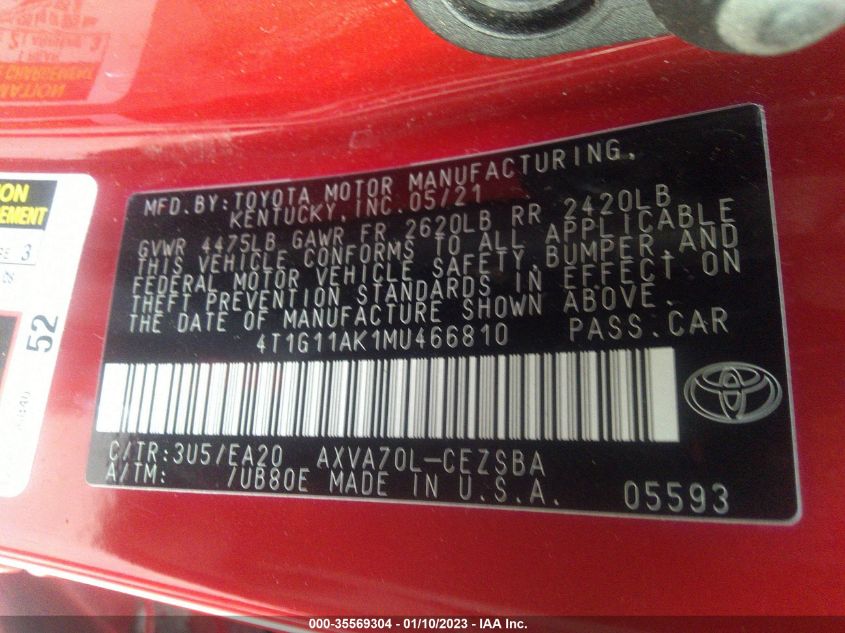 MFD.BY:TOYOTA MOTOR MANUFACTURING,
KENTUCKY, INC.05/21
GVWR 4475LB GAWR FR 2620LB RR 2420LB
THIS VEHICLE CONFORMS TO ALL APPLICABLE
FEDERAL MOTOR VEHICLE SAFETY,BUMPER,AND
THEFT PREVENTION STANDARDS IN EFFECT ON
THE DATE OF MANUFACTURE SHOWN ABOVE.
4T1G11AK1MU466810 PASS.CAR
C/TR:3U5/EA20 AXVA70L-CEZSBA
A/TM: /UB80E MADE IN U.S.A. 05593
EMENT
3
52
000-35569304 - 01/10/2023 - IAA Inc.